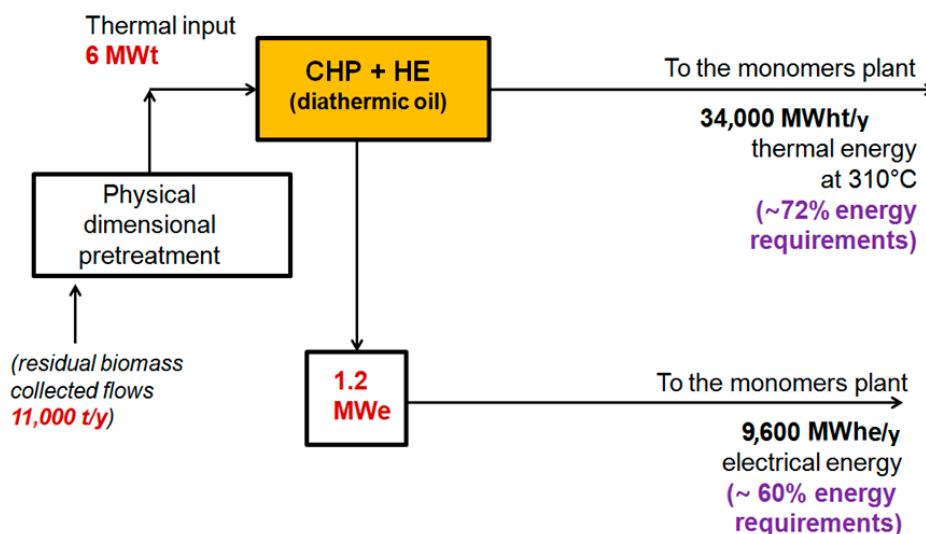 Thermal input
6 MWt
CHP + HE
(diathermic oil)
To the monomers plant
34,000 MWht/y
thermal energy
at 310°C
(~72% energy
requirements)
Physical
dimensional
pretreatment
(residual biomass
collected flows
11,000 t/y)
1.2
MWe
To the monomers plant
9,600 MWhe/y
electrical energy
(~ 60% energy
requirements)